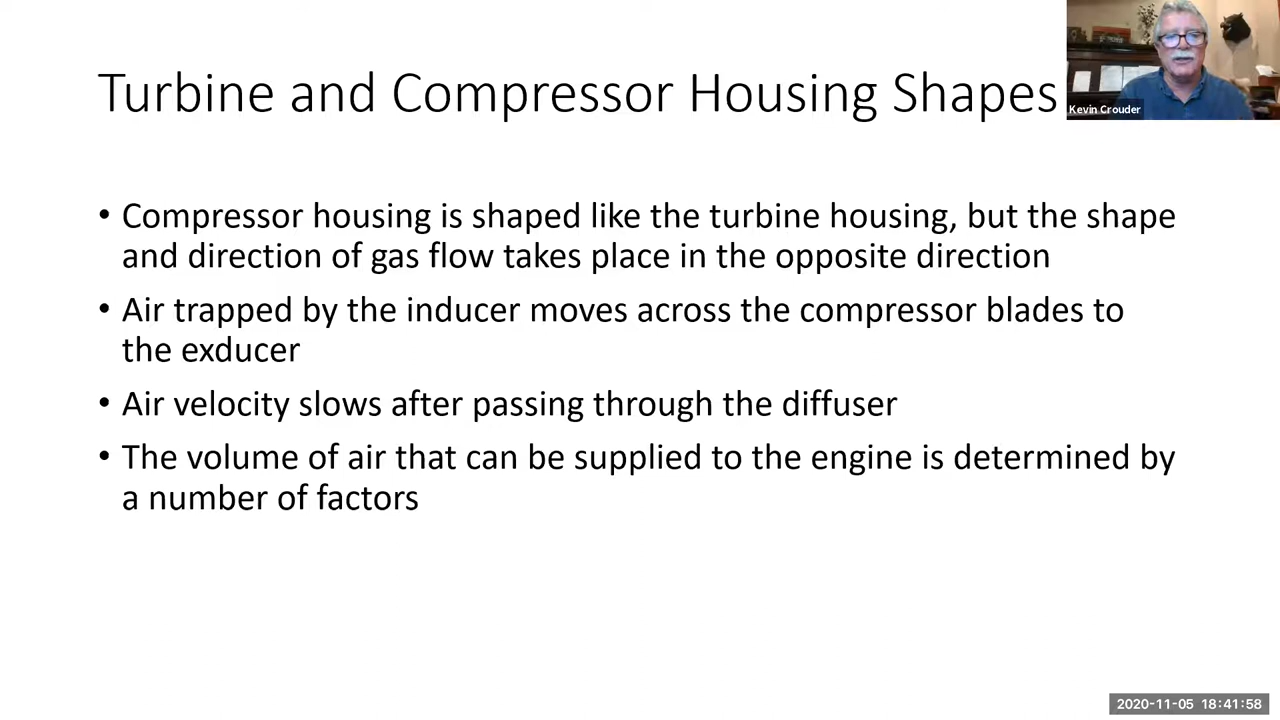 Turbine and Compressor Housing Shapes
Kevin Crouder
• Compressor housing is shaped like the turbine housing, but the shape
and direction of gas flow takes place in the opposite direction
• Air trapped by the inducer moves across the compressor blades to
the exducer
• Air velocity slows after passing through the diffuser
• The volume of air that can be supplied to the engine is determined by
a number of factors
2020-11-05 18:41:58